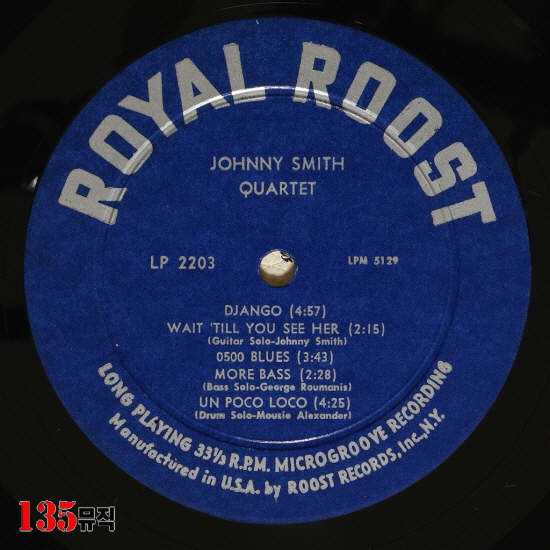 ROYAL ROOST
JOHNNY SMITH
QUARTET
LP 2203
LPM 5129
DJANGO (4:57)
WAIT 'TILL YOU SEE HER (2:15)
(Guitar Solo-Johnny Smith)
0500 BLUES (3:43)
MORE BASS (2:28)
(Bass Solo-George Roumanis)
UN POCO LOCO (4:25)
(Drum Solo-Mousie Alexander)
LONG PLAYING 33⅓ R.P.M. MICROGROOVE RECORDING
Manufactured in U.S.A. by ROOST RECORDS, Inc., N.Y.
135뮤직